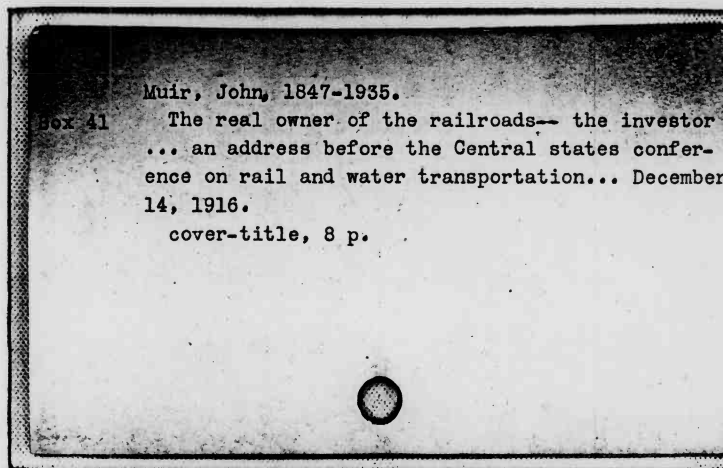 Muir, John, 1847-1935.
Box 41 The real owner of the railroads-- the investor
... an address before the Central states confer-
ence on rail and water transportation... December
14, 1916.
cover-title, 8 p.